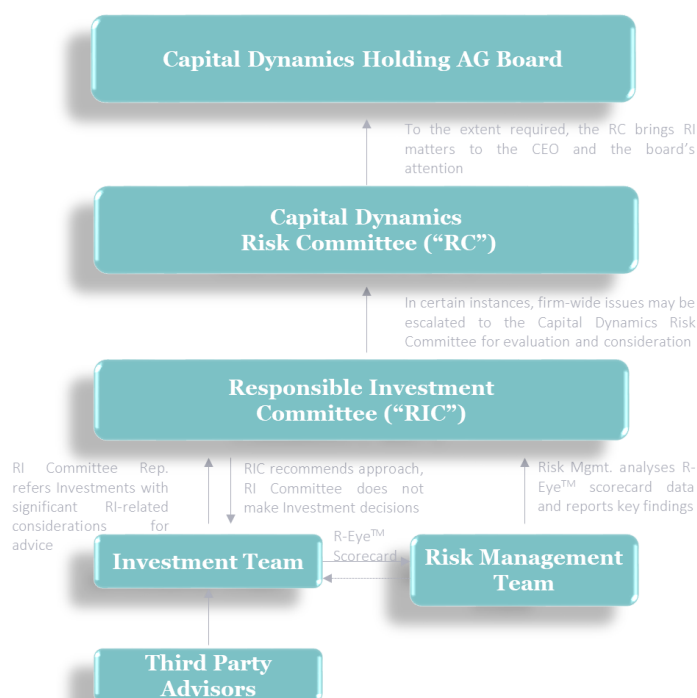 Capital Dynamics Holding AG Board
To the extent required, the RC brings RI
matters to the CEO and the board's
attention
Capital Dynamics
Risk Committee ("RC")
In certain instances, firm-wide issues may be
escalated to the Capital Dynamics Risk
Committee for evaluation and consideration
Responsible Investment
Committee ("RIC")
RI Committee Rep.
refers Investments with
significant RI-related
considerations for
advice
RIC recommends approach,
RI Committee does not
make Investment decisions
Risk Mgmt. analyses R-
Eye™ scorecard data
and reports key findings
Investment Team
R-Eye™
Scorecard
Risk Management
Team
Third Party
Advisors